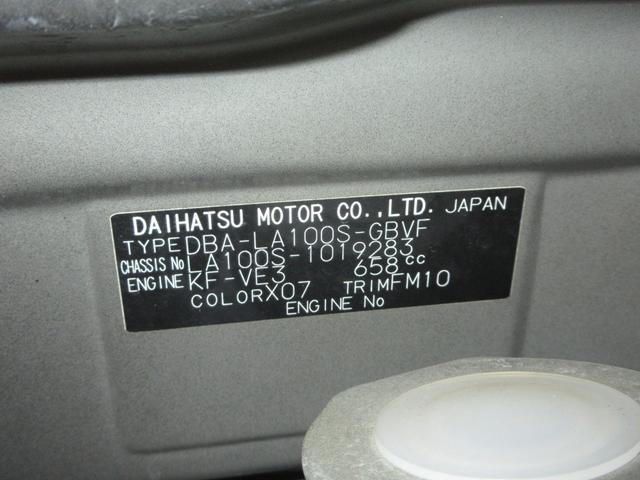 DAIHATSU MOTOR CO.,LTD. JAPAN
TYPE DBA-LA100S-GBVF
CHASSIS No LA100S-1019283
ENGINE KF-VE3 658cc
COLOR X07 TRIM FM10
ENGINE No